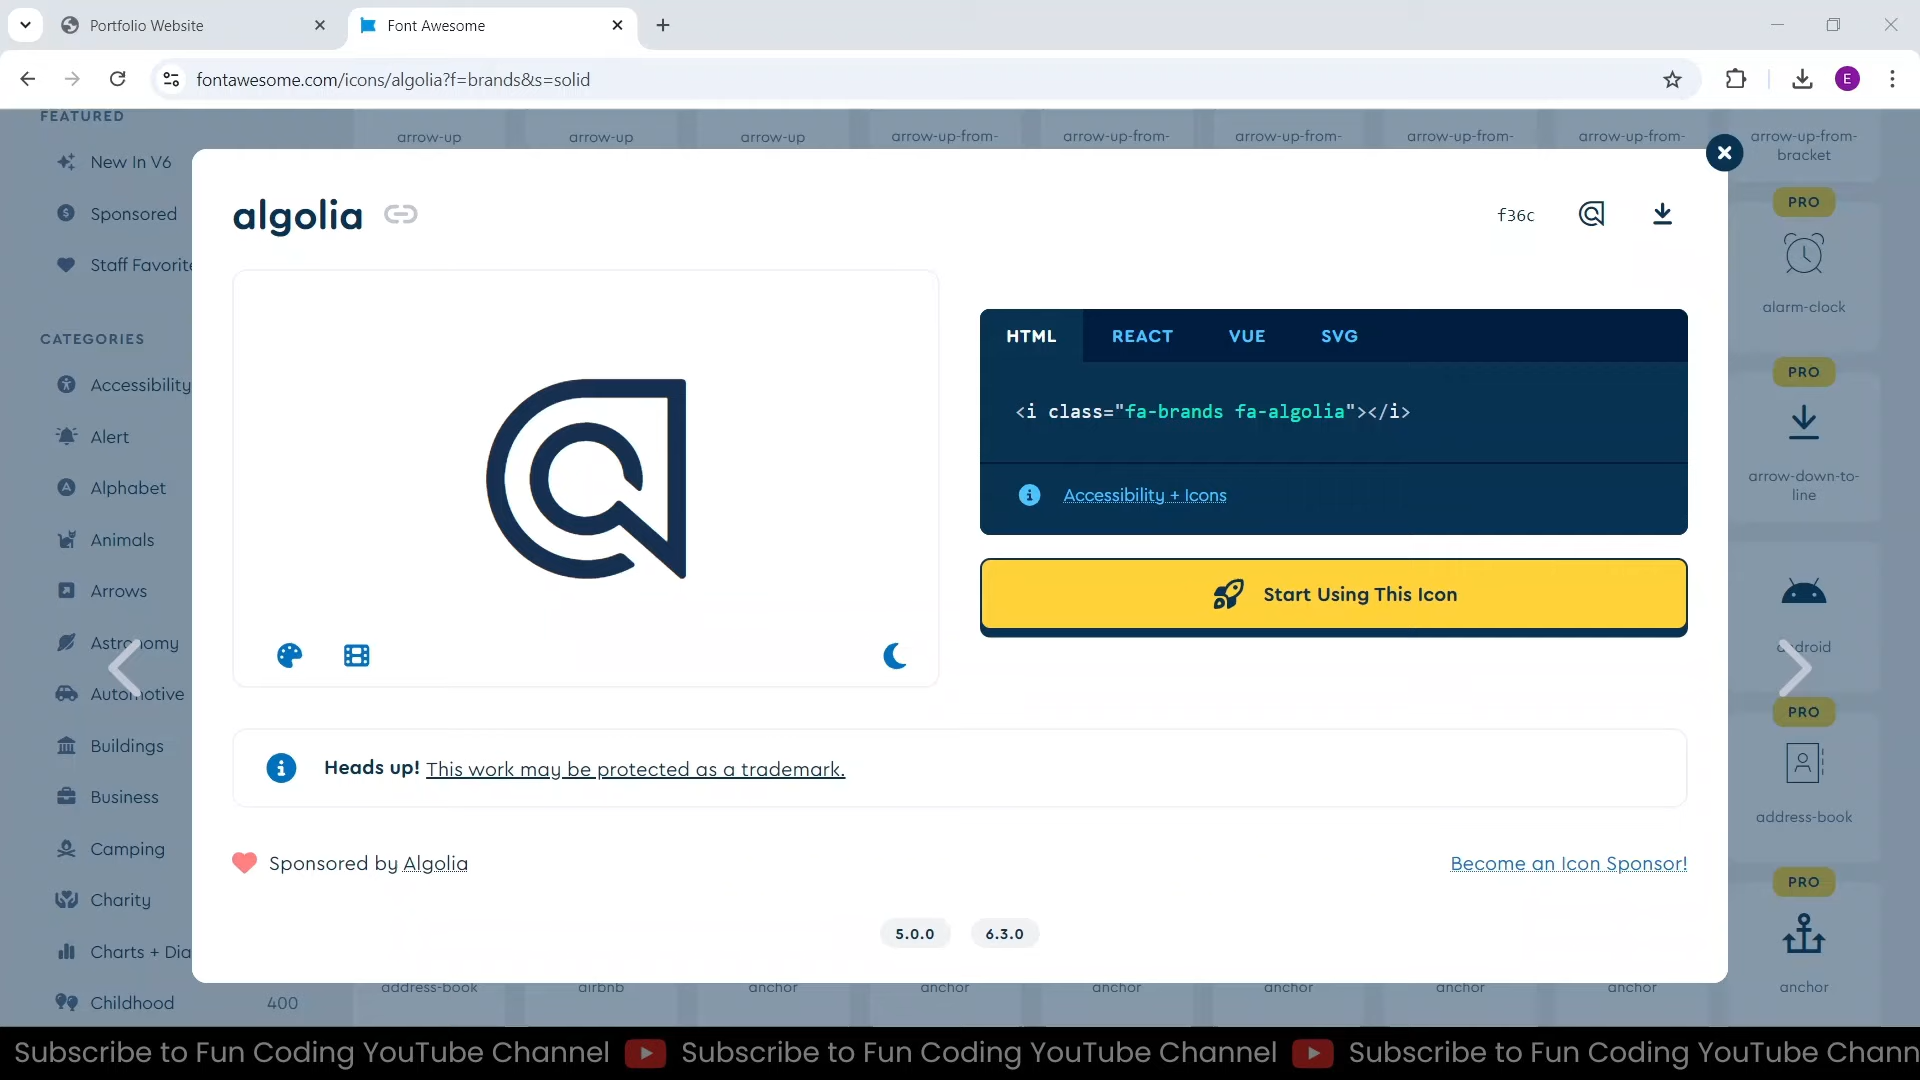 Portfolio Website
Font Awesome
fontawesome.com/icons/algolia?f=brands&s=solid
E
FEATURED
New In V6
Sponsored
Staff Favorite
CATEGORIES
Accessibility
Alert
Alphabet
Animals
Arrows
Astronomy
Automotive
Buildings
Business
Camping
Charity
Charts + Dia
Childhood 400
arrow-up arrow-up arrow-up arrow-up-from- arrow-up-from- arrow-up-from- arrow-up-from- arrow-up-from- arrow-up-from-
bracket
algolia
f36c
HTML REACT VUE SVG
<i class="fa-brands fa-algolia"></i>
Accessibility + Icons
Start Using This Icon
Heads up! This work may be protected as a trademark.
Sponsored by Algolia
Become an Icon Sponsor!
5.0.0 6.3.0
PRO
alarm-clock
PRO
arrow-down-to-
line
android
PRO
address-book
PRO
address-book airbnb anchor anchor anchor anchor anchor anchor anchor
Subscribe to Fun Coding YouTube Channel Subscribe to Fun Coding YouTube Channel Subscribe to Fun Coding YouTube Chann